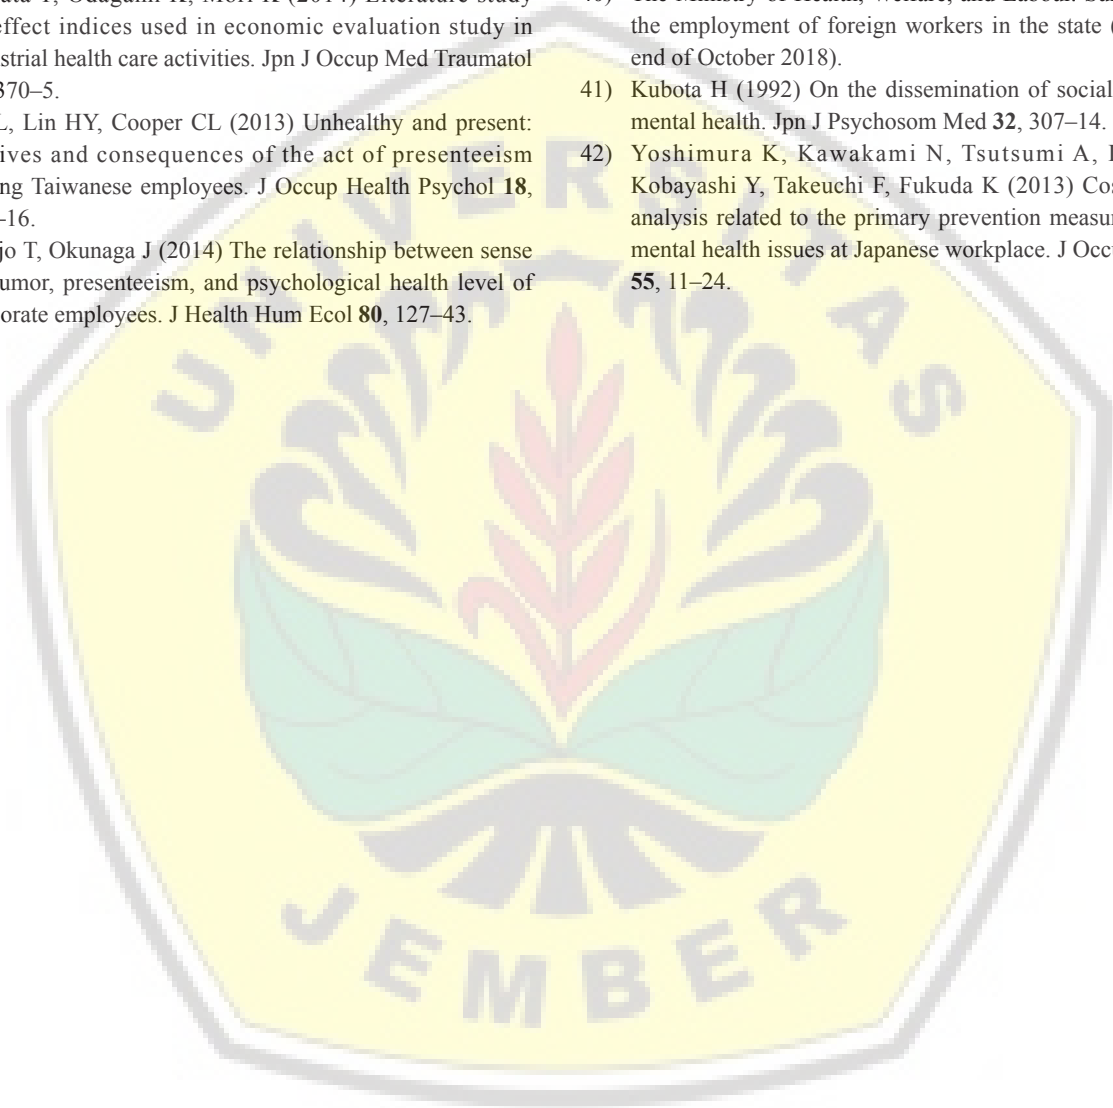 effect indices used in economic evaluation study in
strial health care activities. Jpn J Occup Med Traumatol
370–5.
L, Lin HY, Cooper CL (2013) Unhealthy and present:
ives and consequences of the act of presenteeism
ng Taiwanese employees. J Occup Health Psychol 18,
–16.
jo T, Okunaga J (2014) The relationship between sense
umor, presenteeism, and psychological health level of
orate employees. J Health Hum Ecol 80, 127–43.
the employment of foreign workers in the state (
end of October 2018).
41) Kubota H (1992) On the dissemination of social
mental health. Jpn J Psychosom Med 32, 307–14.
42) Yoshimura K, Kawakami N, Tsutsumi A,
Kobayashi Y, Takeuchi F, Fukuda K (2013) Cos
analysis related to the primary prevention measur
mental health issues at Japanese workplace. J Occu
55, 11–24.
UNIVERSITAS
JEMBER